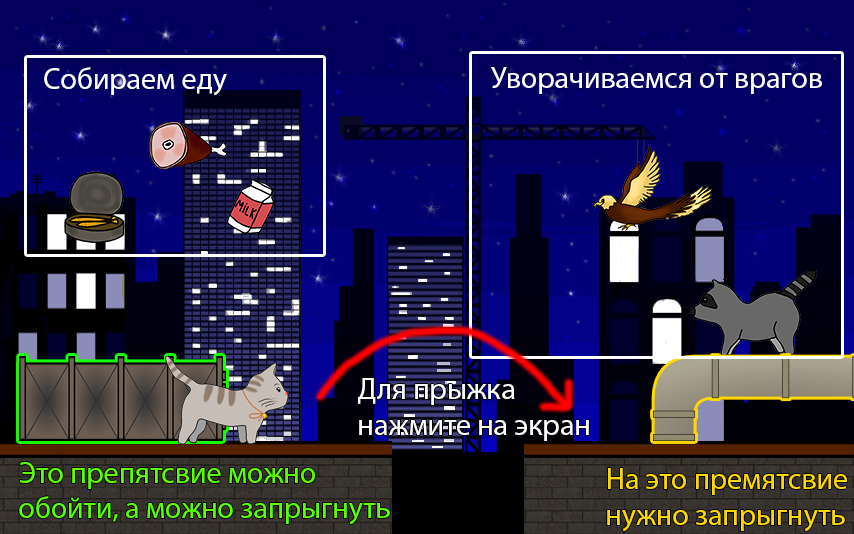 Собираем еду
Уворачиваемся от врагов
MiLK
Для прыжка
нажмите на экран
Это препятсвие можно
обойти, а можно запрыгнуть
На это премятсвие
нужно запрыгнуть